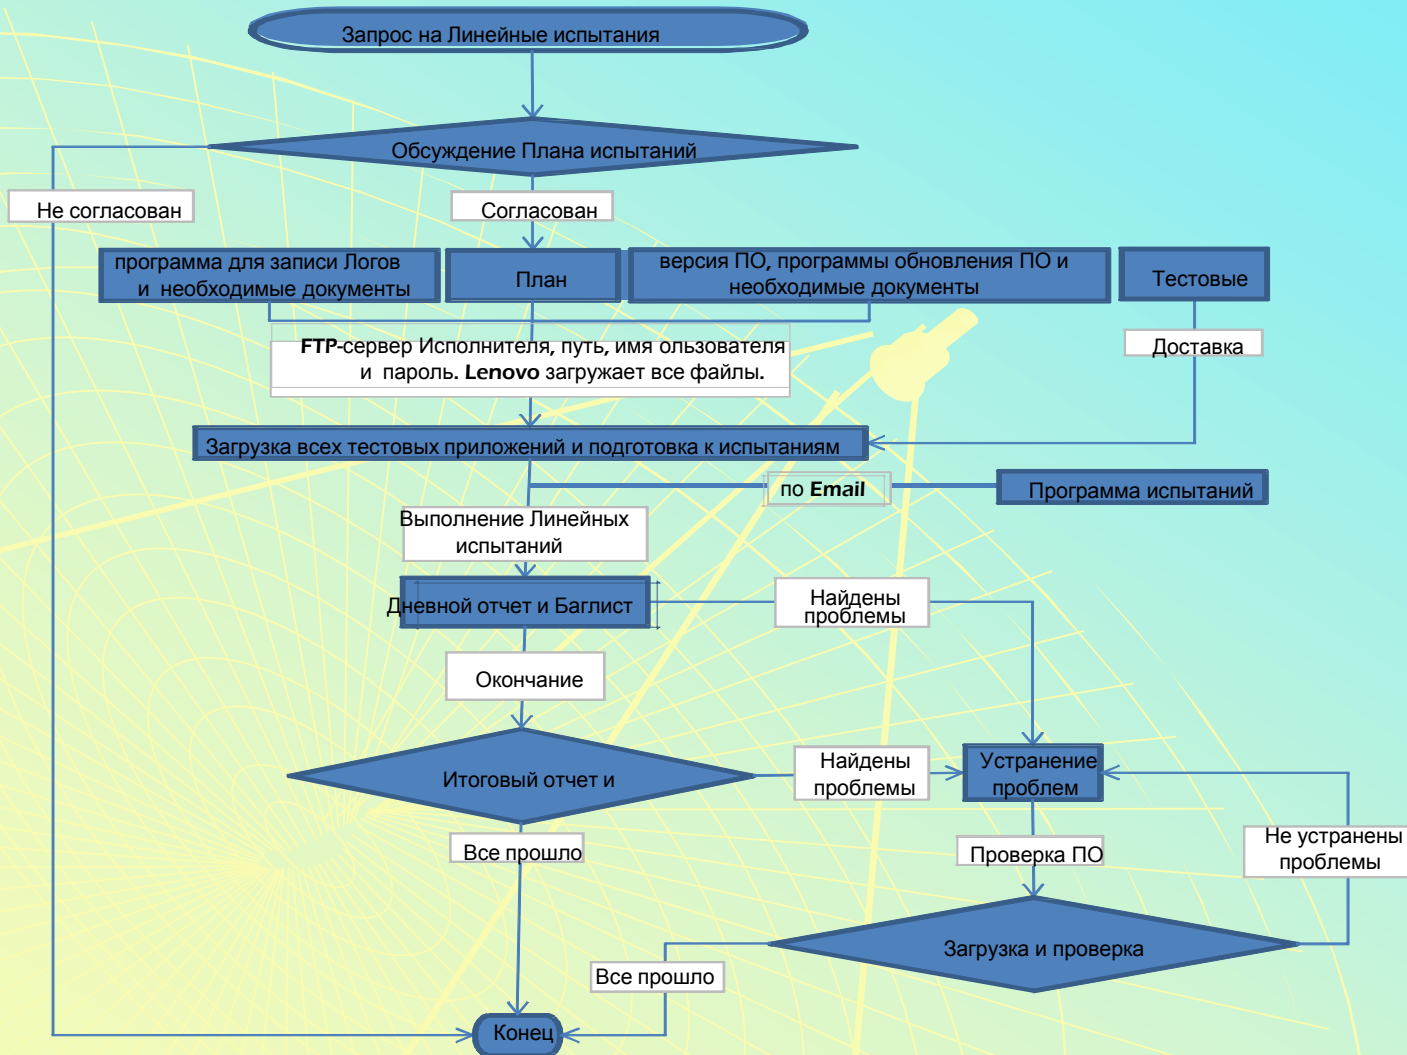 Запрос на Линейные испытания
Обсуждение Плана испытаний
Не согласован
Согласован
программа для записи Логов
и необходимые документы
План
версия ПО, программы обновления ПО и
необходимые документы
Тестовые
FTP-сервер Исполнителя, путь, имя ользователя
и пароль. Lenovo загружает все файлы.
Доставка
Загрузка всех тестовых приложений и подготовка к испытаниям
по Email
Программа испытаний
Выполнение Линейных
испытаний
Дневной отчет и Баглист
Найдены
проблемы
Окончание
Итоговый отчет и
Найдены
проблемы
Устранение
проблем
Все прошло
Проверка ПО
Не устранены
проблемы
Загрузка и проверка
Все прошло
Конец